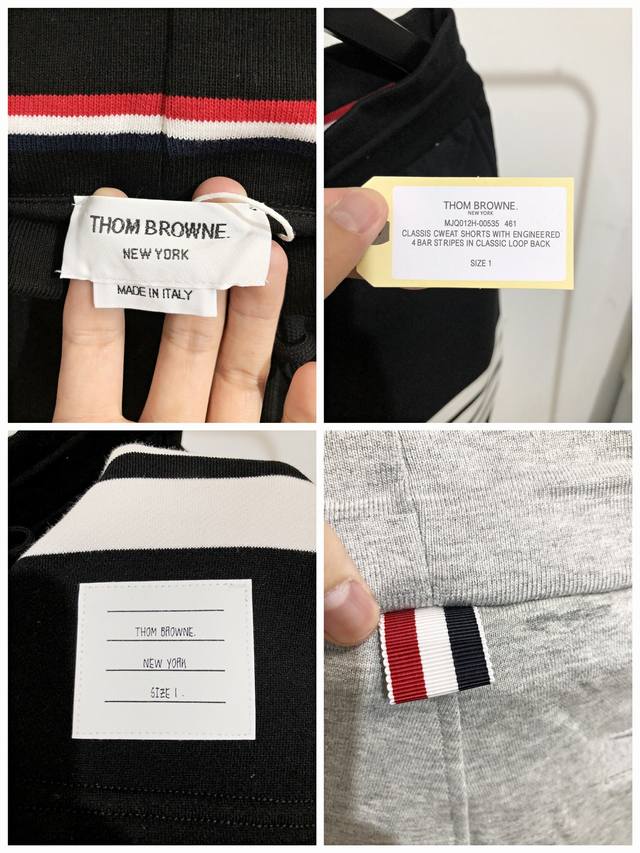 THOM BROWNE.
NEW YORK
MADE IN ITALY
THOM BROWNE.
NEW YORK
MJQ012H-00535 461
CLASSIS CWEAT SHORTS WITH ENGINEERED
4 BAR STRIPES IN CLASSIC LOOP BACK
SIZE 1
THOM BROWNE.
NEW YORK
SIZE 1.